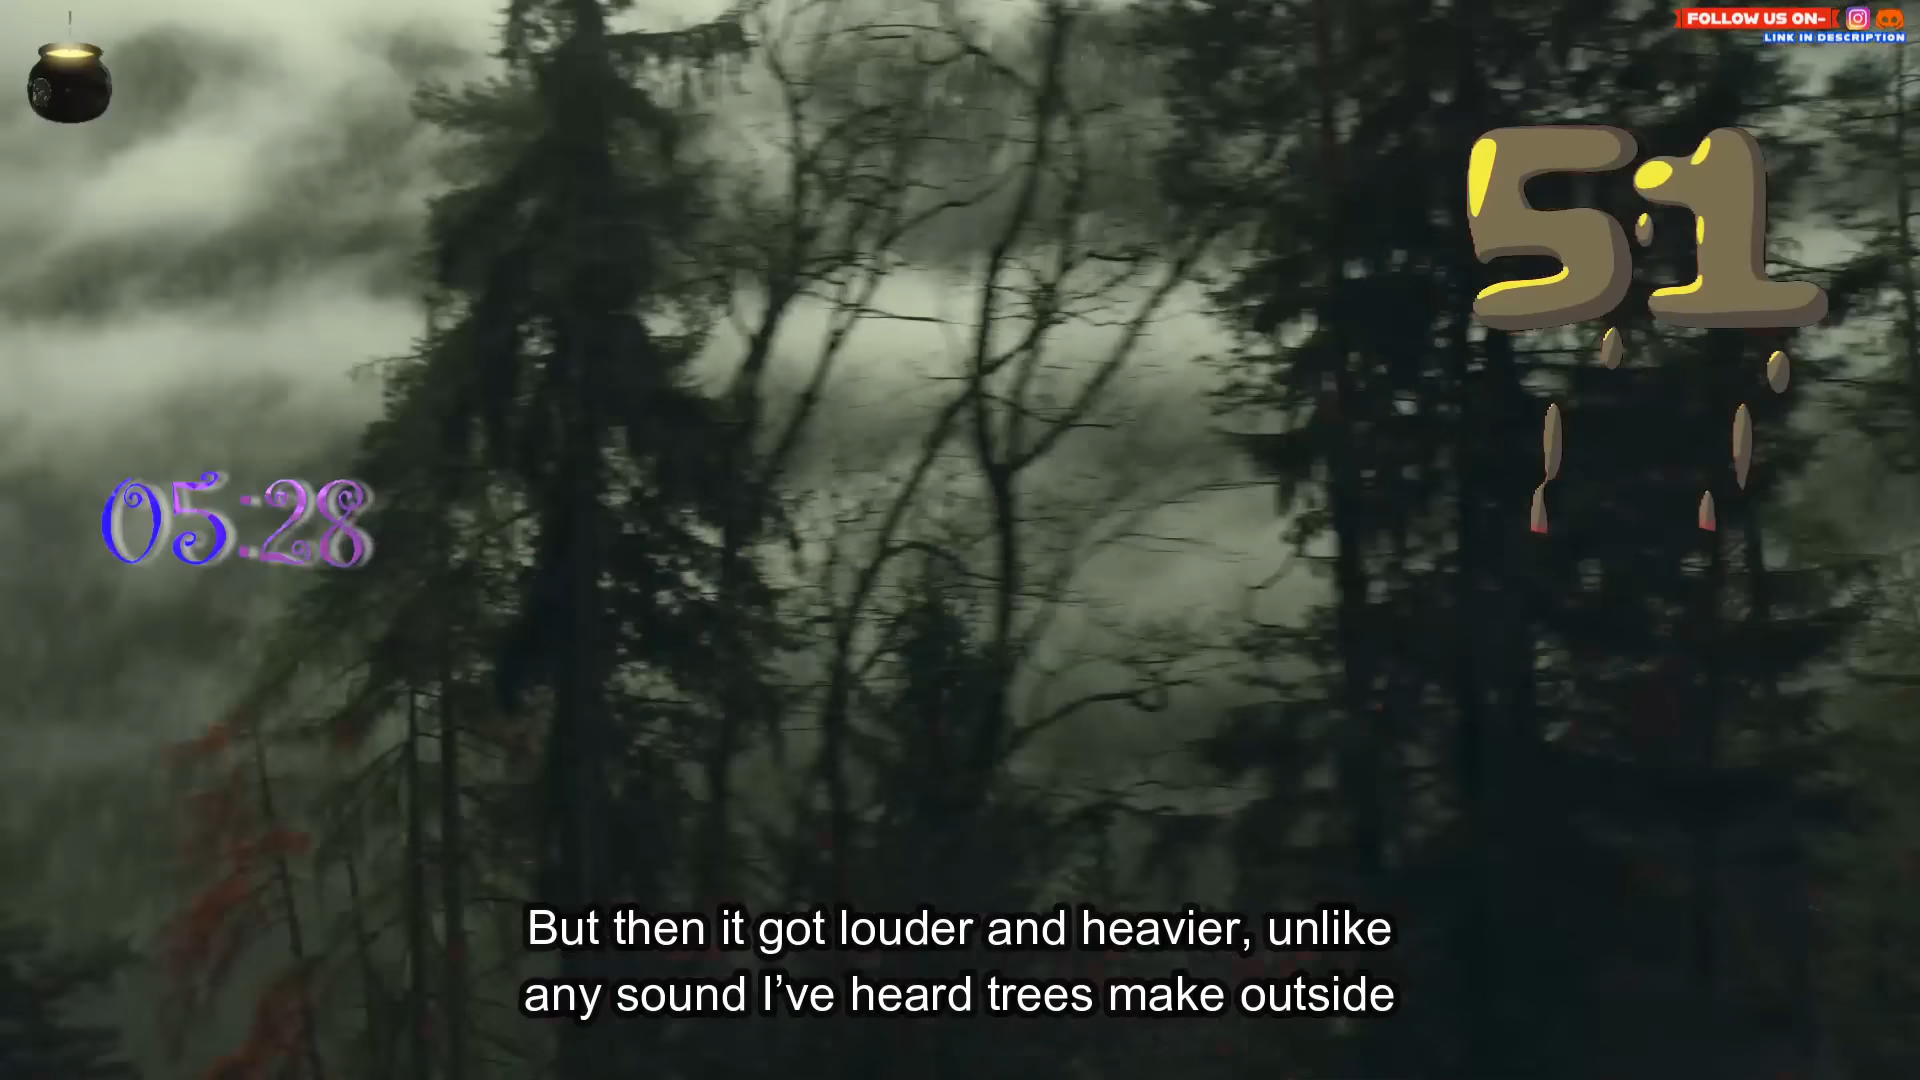 FOLLOW US ON-
LINK IN DESCRIPTION
51
05:28
But then it got louder and heavier, unlike
any sound I’ve heard trees make outside